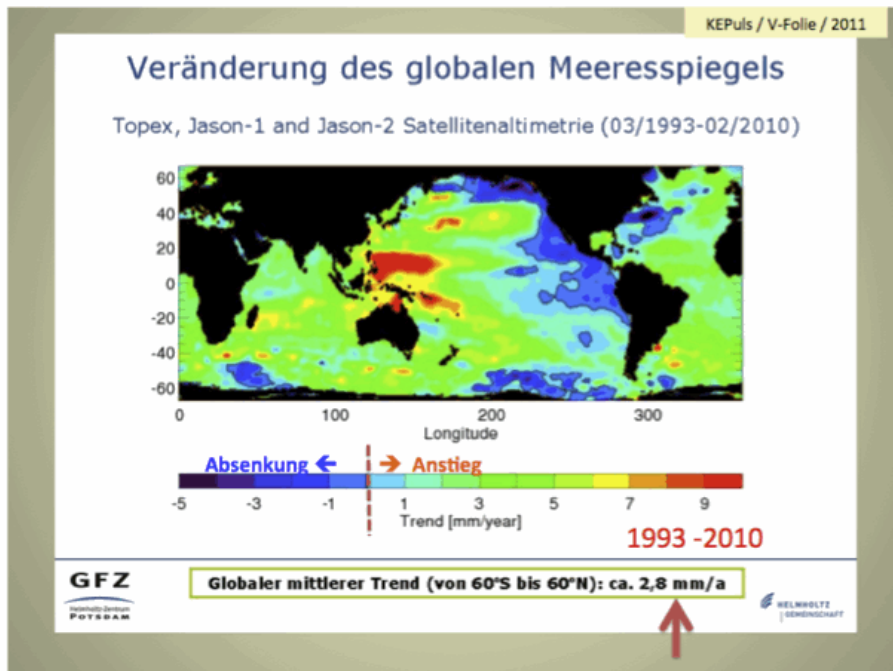 KEPuls / V-Folie / 2011
Veränderung des globalen Meeresspiegels
Topex, Jason-1 and Jason-2 Satellitenaltimetrie (03/1993-02/2010)
60
40
20
0
-20
-40
-60
0 100 200 300
Longitude
Absenkung ← → Anstieg
-5 -3 -1 1 3 5 7 9
Trend [mm/year]
1993 -2010
Globaler mittlerer Trend (von 60°S bis 60°N): ca. 2,8 mm/a
GFZ
Helmholtz-Zentrum
POTSDAM
HELMHOLTZ
GEMEINSCHAFT